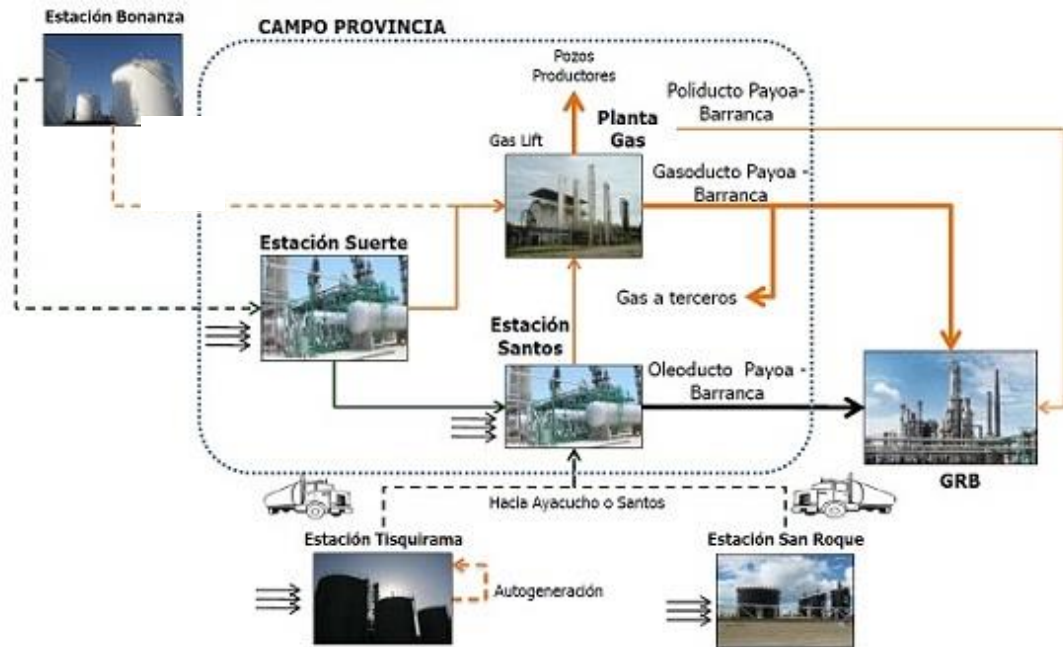 Estación Bonanza
CAMPO PROVINCIA
Pozos
Productores
Poliducto Payoa-
Barranca
Planta
Gas
Gas Lift
Gasoducto Payoa -
Barranca
Estación Suerte
Gas a terceros
Estación
Santos
Oleoducto Payoa -
Barranca
GRB
Hacia Ayacucho o Santos
Estación Tisquirama
Estación San Roque
Autogeneración